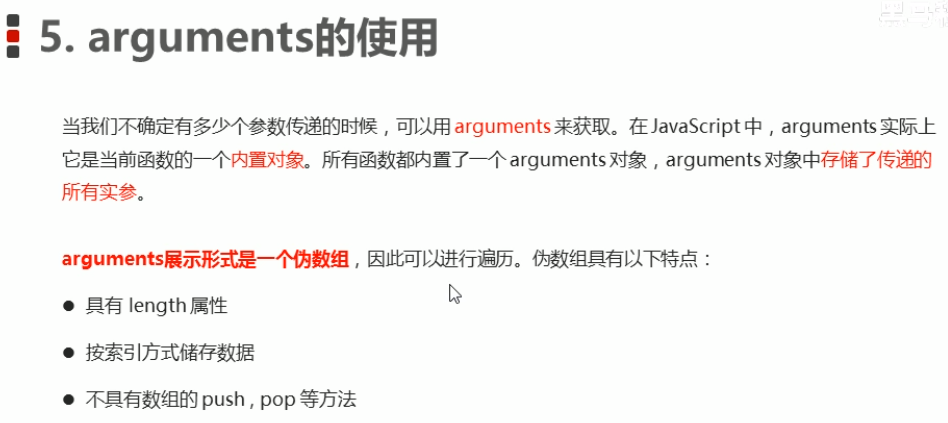 5. arguments的使用
当我们不确定有多少个参数传递的时候，可以用 arguments 来获取。在 JavaScript 中，arguments 实际上
它是当前函数的一个内置对象。所有函数都内置了一个 arguments 对象，arguments 对象中存储了传递的
所有实参。
arguments展示形式是一个伪数组，因此可以进行遍历。伪数组具有以下特点：
● 具有 length 属性
● 按索引方式储存数据
● 不具有数组的 push , pop 等方法